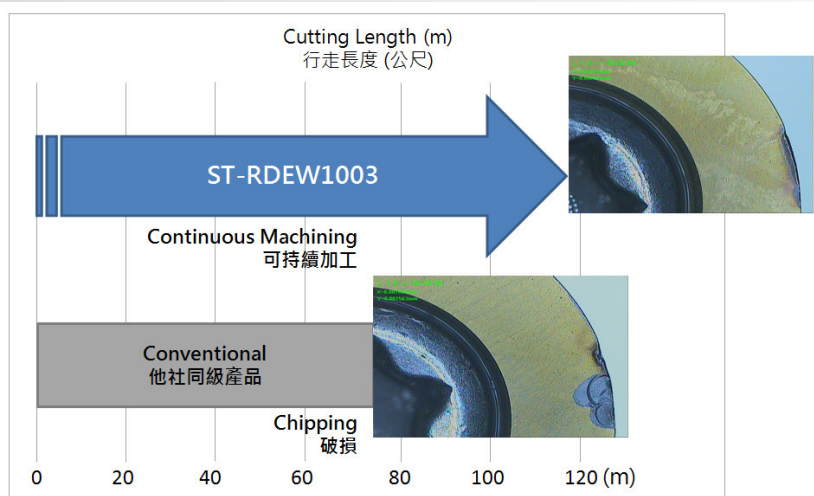 Cutting Length (m)
行走長度 (公尺)
ST-RDEW1003
Continuous Machining
可持續加工
Conventional
他社同級產品
Chipping
破損
0 20 40 60 80 100 120 (m)